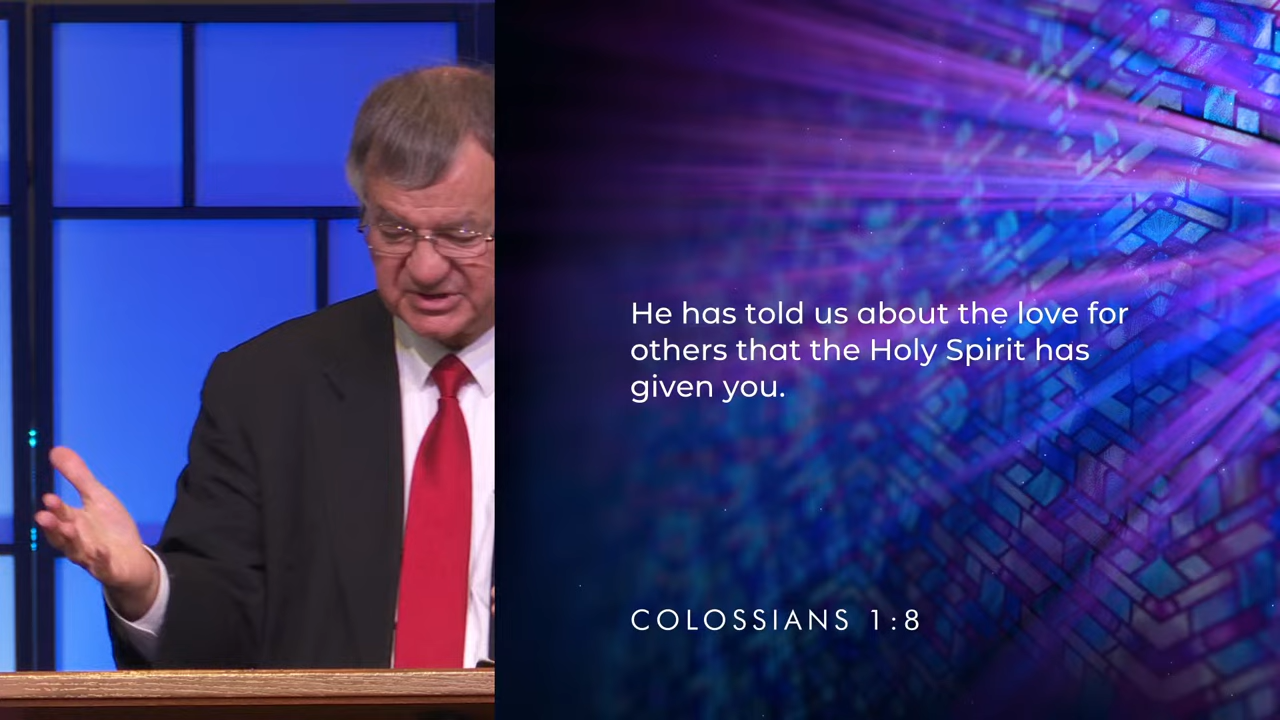 He has told us about the love for
others that the Holy Spirit has
given you.
COLOSSIANS 1:8